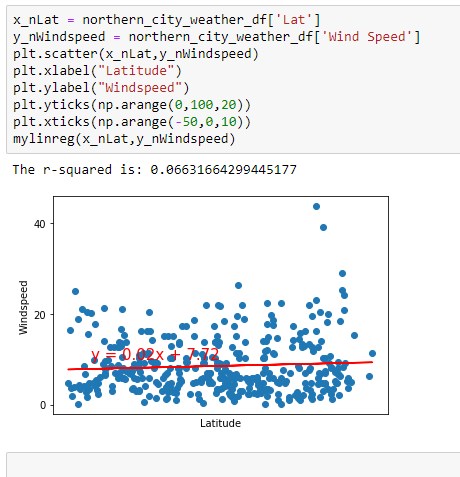 x_nLat = northern_city_weather_df['Lat']
y_nWindspeed = northern_city_weather_df['Wind Speed']
plt.scatter(x_nLat,y_nWindspeed)
plt.xlabel("Latitude")
plt.ylabel("Windspeed")
plt.yticks(np.arange(0,100,20))
plt.xticks(np.arange(-50,0,10))
mylinreg(x_nLat,y_nWindspeed)
The r-squared is: 0.06631664299445177
40
20
0
Windspeed
y = 0.02x + 7.72
Latitude